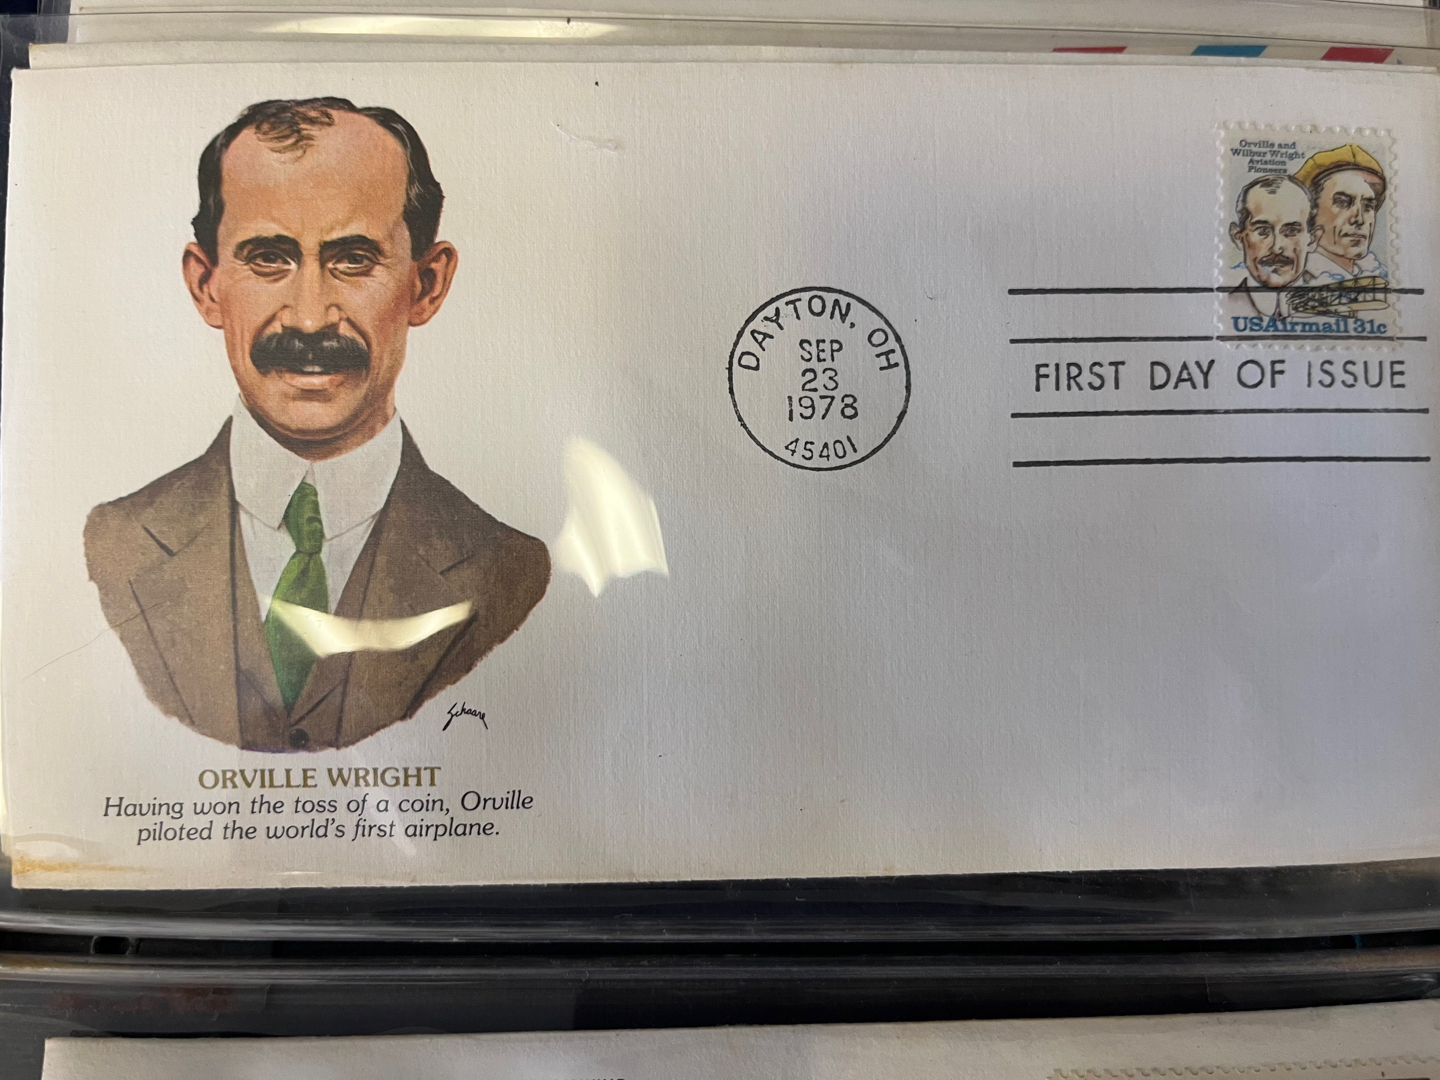 Orville and
Wilbur Wright
Aviation
Pioneers
USAirmail 31c
DAYTON, OH
SEP
23
1978
45401
FIRST DAY OF ISSUE
Schaare
ORVILLE WRIGHT
Having won the toss of a coin, Orville
piloted the world's first airplane.